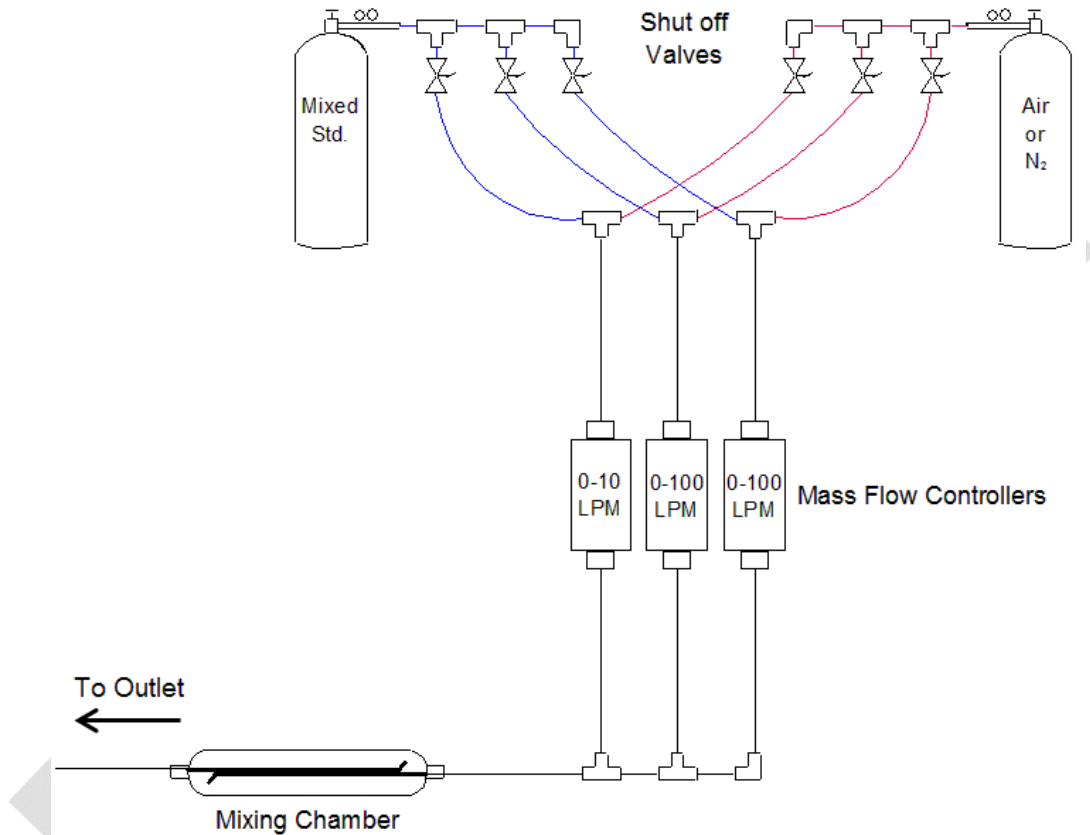 Shut off
Valves
Mixed
Std.
Air
or
N₂
0-10
LPM
0-100
LPM
0-100
LPM
Mass Flow Controllers
To Outlet
Mixing Chamber